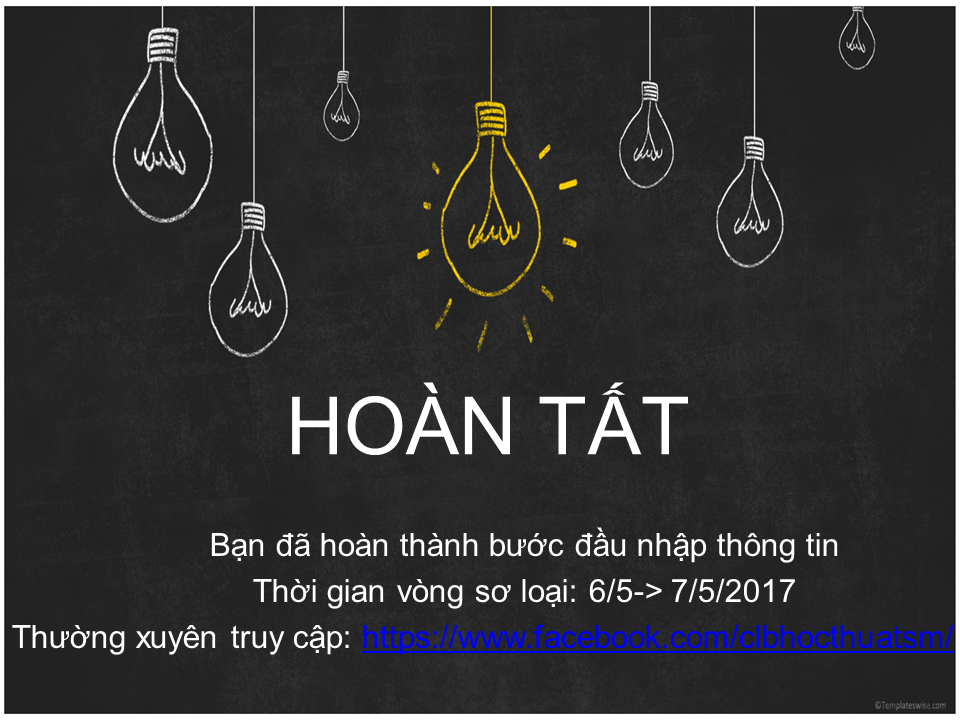 HOÀN TẤT
Bạn đã hoàn thành bước đầu nhập thông tin
Thời gian vòng sơ loại: 6/5-> 7/5/2017
Thường xuyên truy cập: https://www.facebook.com/clbhocthuatsm/
©Templateswise.com